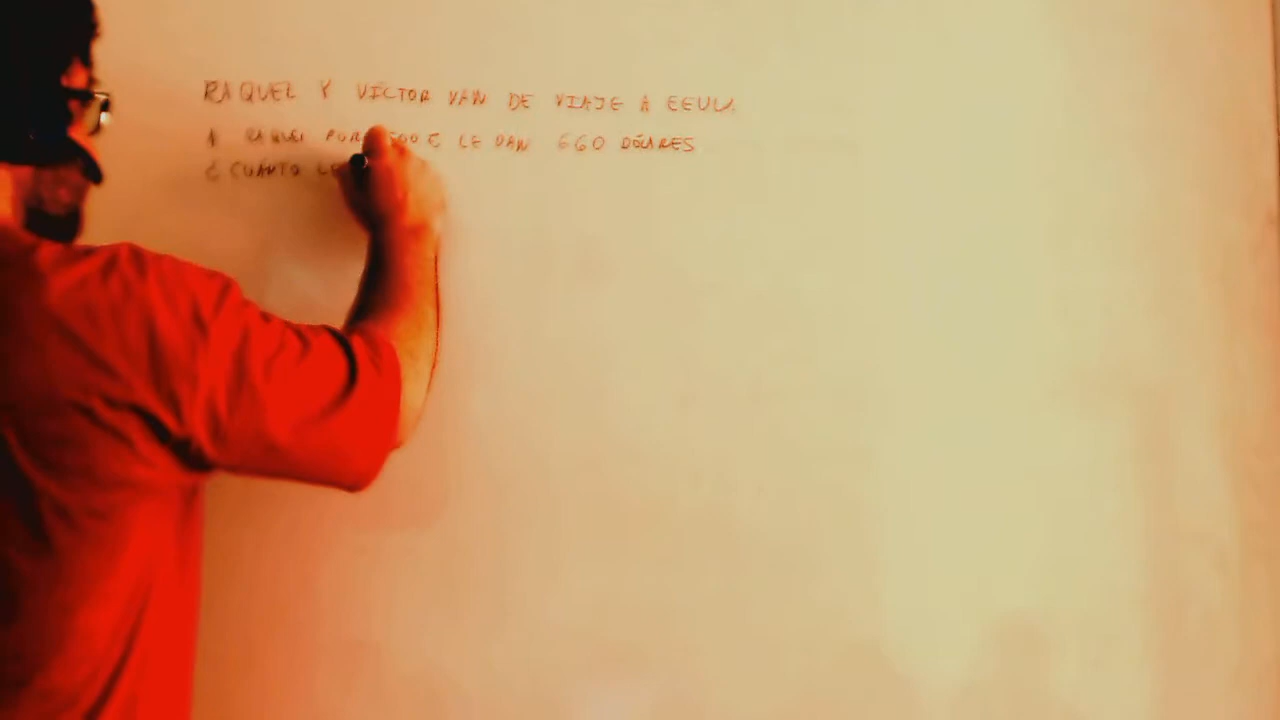 RAQUEL Y VÍCTOR VAN DE VIAJE A EEUU.
A RAQUEL POR 500 € LE DAN 660 DÓLARES
¿ CUÁNTO LE